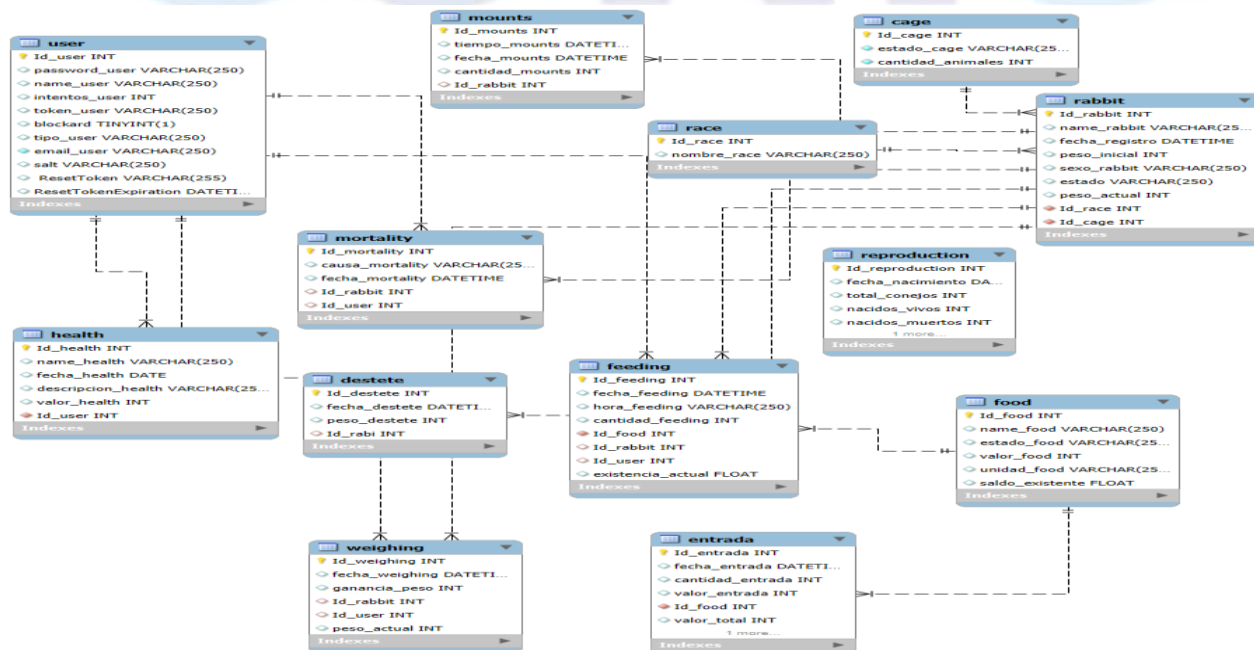 user
Id_user INT
password_user VARCHAR(250)
name_user VARCHAR(250)
intentos_user INT
token_user VARCHAR(250)
blockard TINYINT(1)
tipo_user VARCHAR(250)
email_user VARCHAR(250)
salt VARCHAR(250)
ResetToken VARCHAR(255)
ResetTokenExpiration DATETI...
Indexes
mounts
Id_mounts INT
tiempo_mounts DATETI...
fecha_mounts DATETIME
cantidad_mounts INT
Id_rabbit INT
Indexes
cage
Id_cage INT
estado_cage VARCHAR(25...
cantidad_animales INT
Indexes
race
Id_race INT
nombre_race VARCHAR(250)
Indexes
rabbit
Id_rabbit INT
name_rabbit VARCHAR(25...
fecha_registro DATETIME
peso_inicial INT
sexo_rabbit VARCHAR(250)
estado VARCHAR(250)
peso_actual INT
Id_race INT
Id_cage INT
Indexes
mortality
Id_mortality INT
causa_mortality VARCHAR(25...
fecha_mortality DATETIME
Id_rabbit INT
Id_user INT
Indexes
reproduction
Id_reproduction INT
fecha_nacimiento DA...
total_conejos INT
nacidos_vivos INT
nacidos_muertos INT
1 more...
Indexes
health
Id_health INT
name_health VARCHAR(250)
fecha_health DATE
descripcion_health VARCHAR(25...
valor_health INT
Id_user INT
Indexes
destete
Id_destete INT
fecha_destete DATETI...
peso_destete INT
Id_rabi INT
Indexes
feeding
Id_feeding INT
fecha_feeding DATETIME
hora_feeding VARCHAR(250)
cantidad_feeding INT
Id_food INT
Id_rabbit INT
Id_user INT
existencia_actual FLOAT
Indexes
food
Id_food INT
name_food VARCHAR(250)
estado_food VARCHAR(25...
valor_food INT
unidad_food VARCHAR(25...
saldo_existente FLOAT
Indexes
weighing
Id_weighing INT
fecha_weighing DATETI...
ganancia_peso INT
Id_rabbit INT
Id_user INT
peso_actual INT
Indexes
entrada
Id_entrada INT
fecha_entrada DATETI...
cantidad_entrada INT
valor_entrada INT
Id_food INT
valor_total INT
1 more...
Indexes